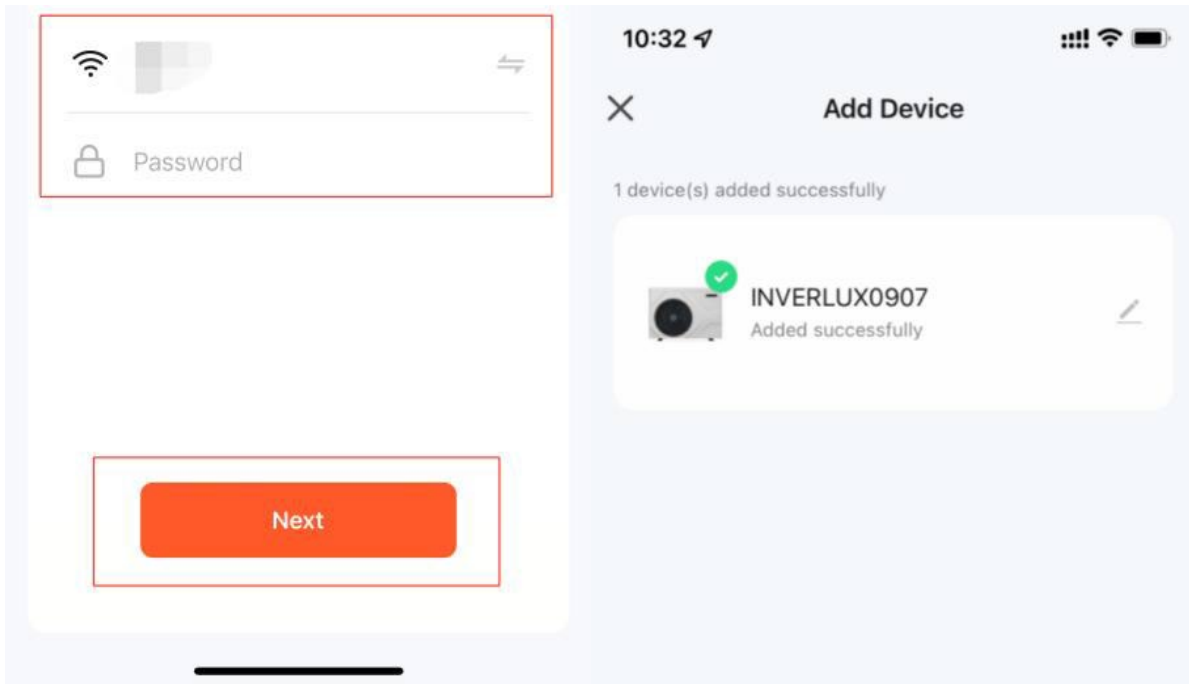 Password
Next
10:32
Add Device
1 device(s) added successfully
INVERLUX0907
Added successfully